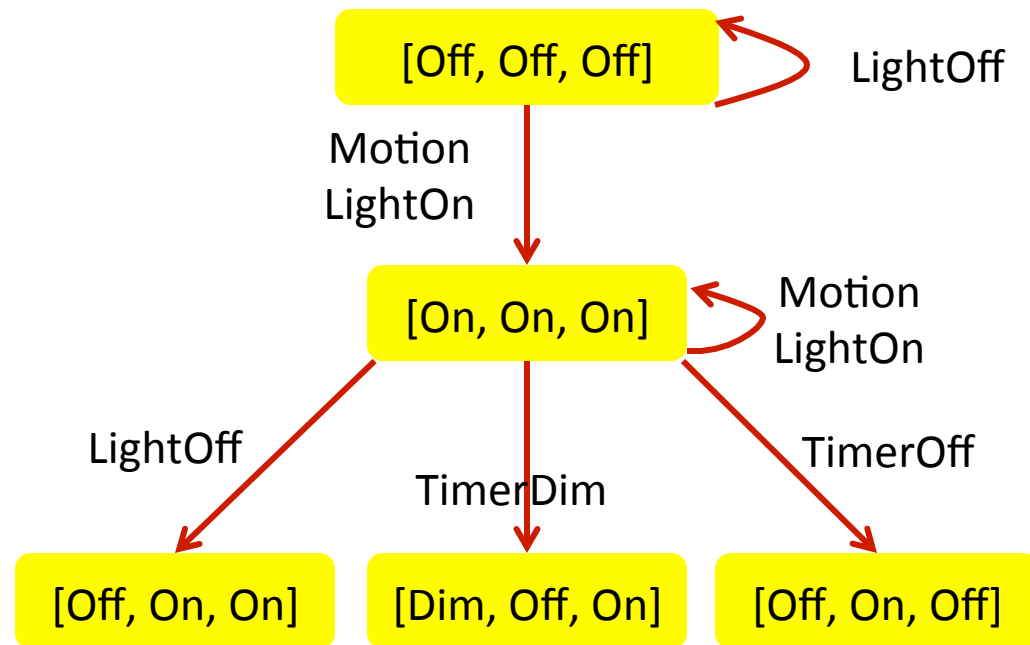 [Off, Off, Off]
LightOff
Motion
LightOn
[On, On, On]
Motion
LightOn
LightOff
TimerDim
TimerOff
[Off, On, On]
[Dim, Off, On]
[Off, On, Off]